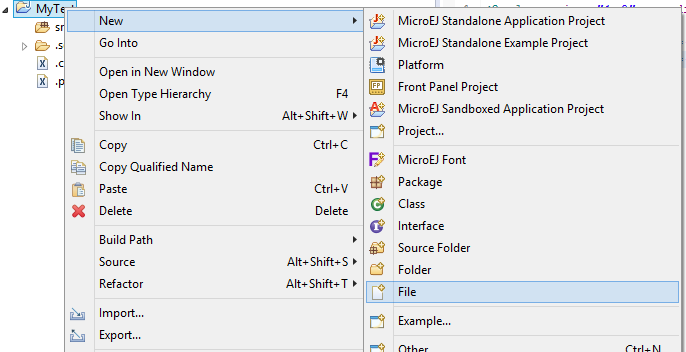 MyTest
New
Go Into
Open in New Window
Open Type Hierarchy F4
Show In Alt+Shift+W
Copy Ctrl+C
Copy Qualified Name
Paste Ctrl+V
Delete Delete
Build Path
Source Alt+Shift+S
Refactor Alt+Shift+T
Import...
Export...
MicroEJ Standalone Application Project
MicroEJ Standalone Example Project
Platform
Front Panel Project
MicroEJ Sandboxed Application Project
Project...
MicroEJ Font
Package
Class
Interface
Source Folder
Folder
File
Example...
Other Ctrl+N